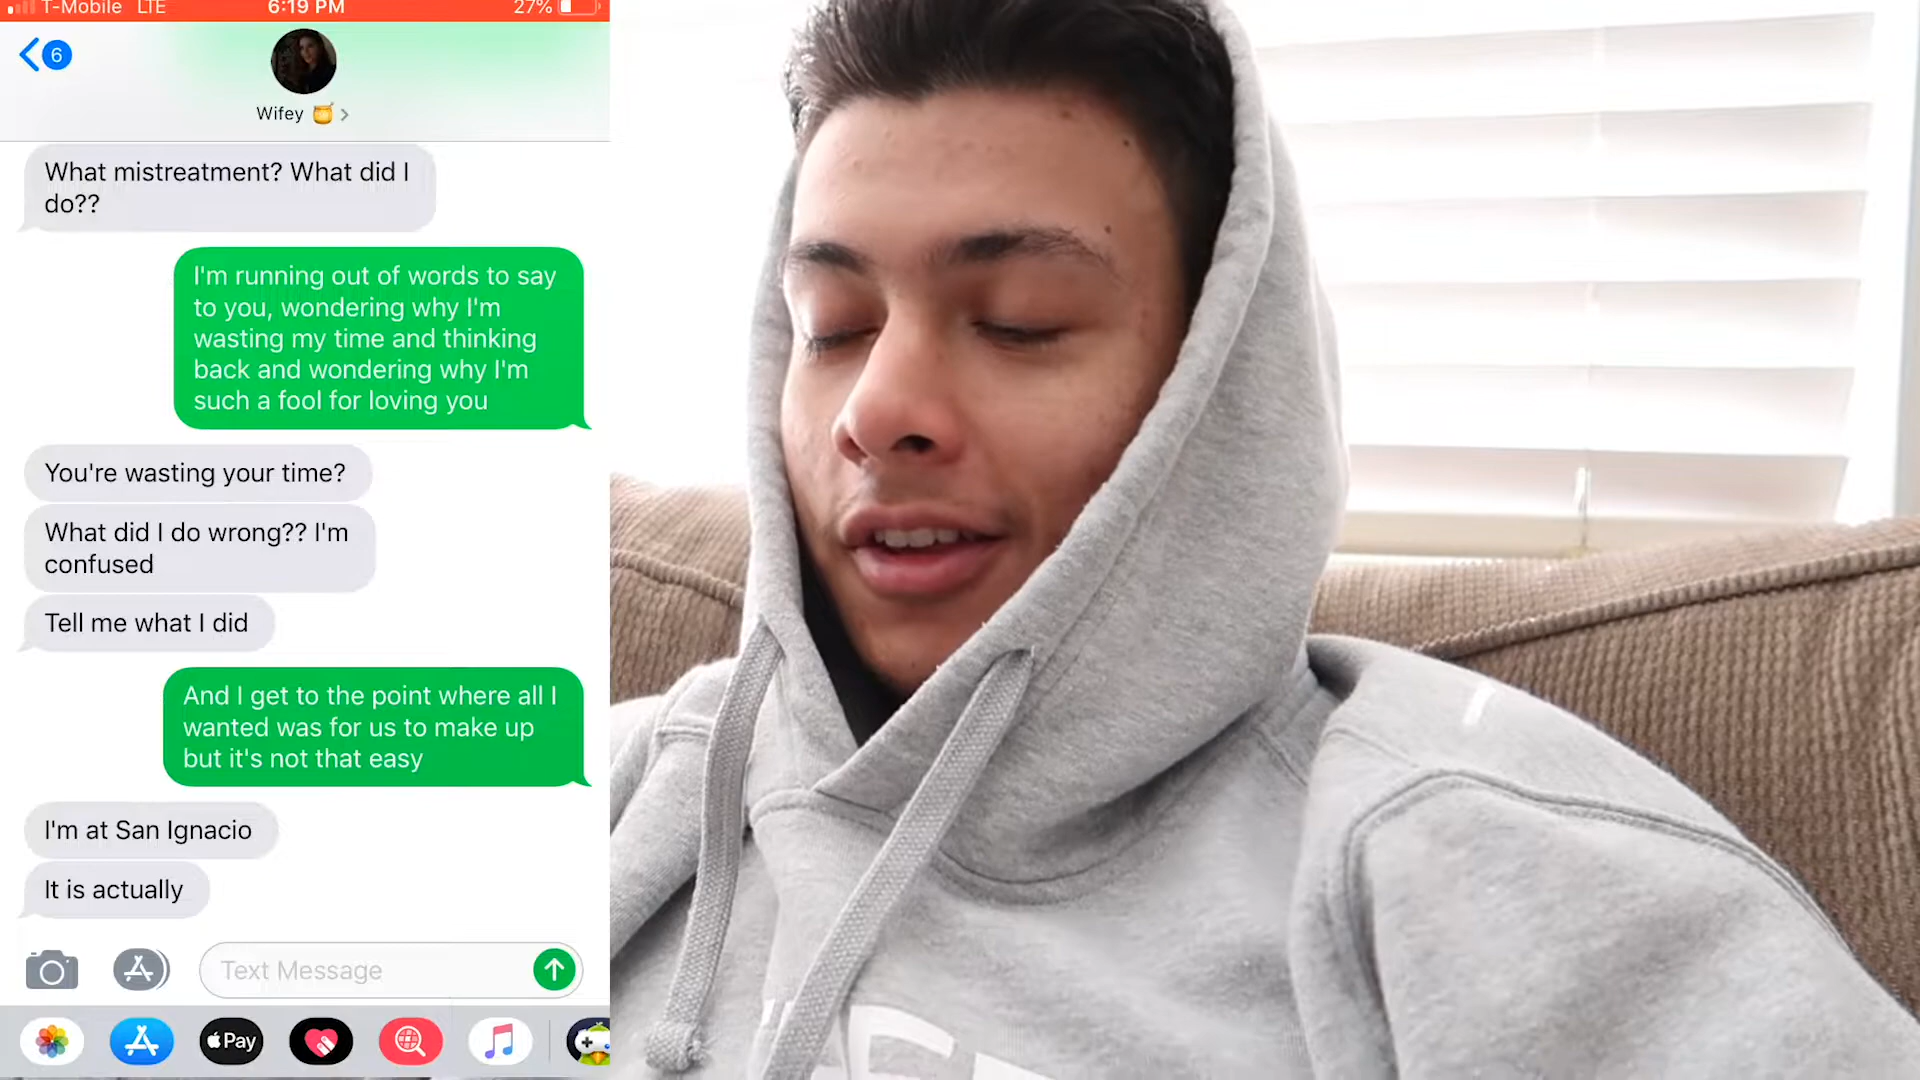 T-Mobile LTE 6:19 PM 27%
6
Wifey
What mistreatment? What did I
do??
I'm running out of words to say
to you, wondering why I'm
wasting my time and thinking
back and wondering why I'm
such a fool for loving you
You're wasting your time?
What did I do wrong?? I'm
confused
Tell me what I did
And I get to the point where all I
wanted was for us to make up
but it's not that easy
I'm at San Ignacio
It is actually
Text Message
Pay